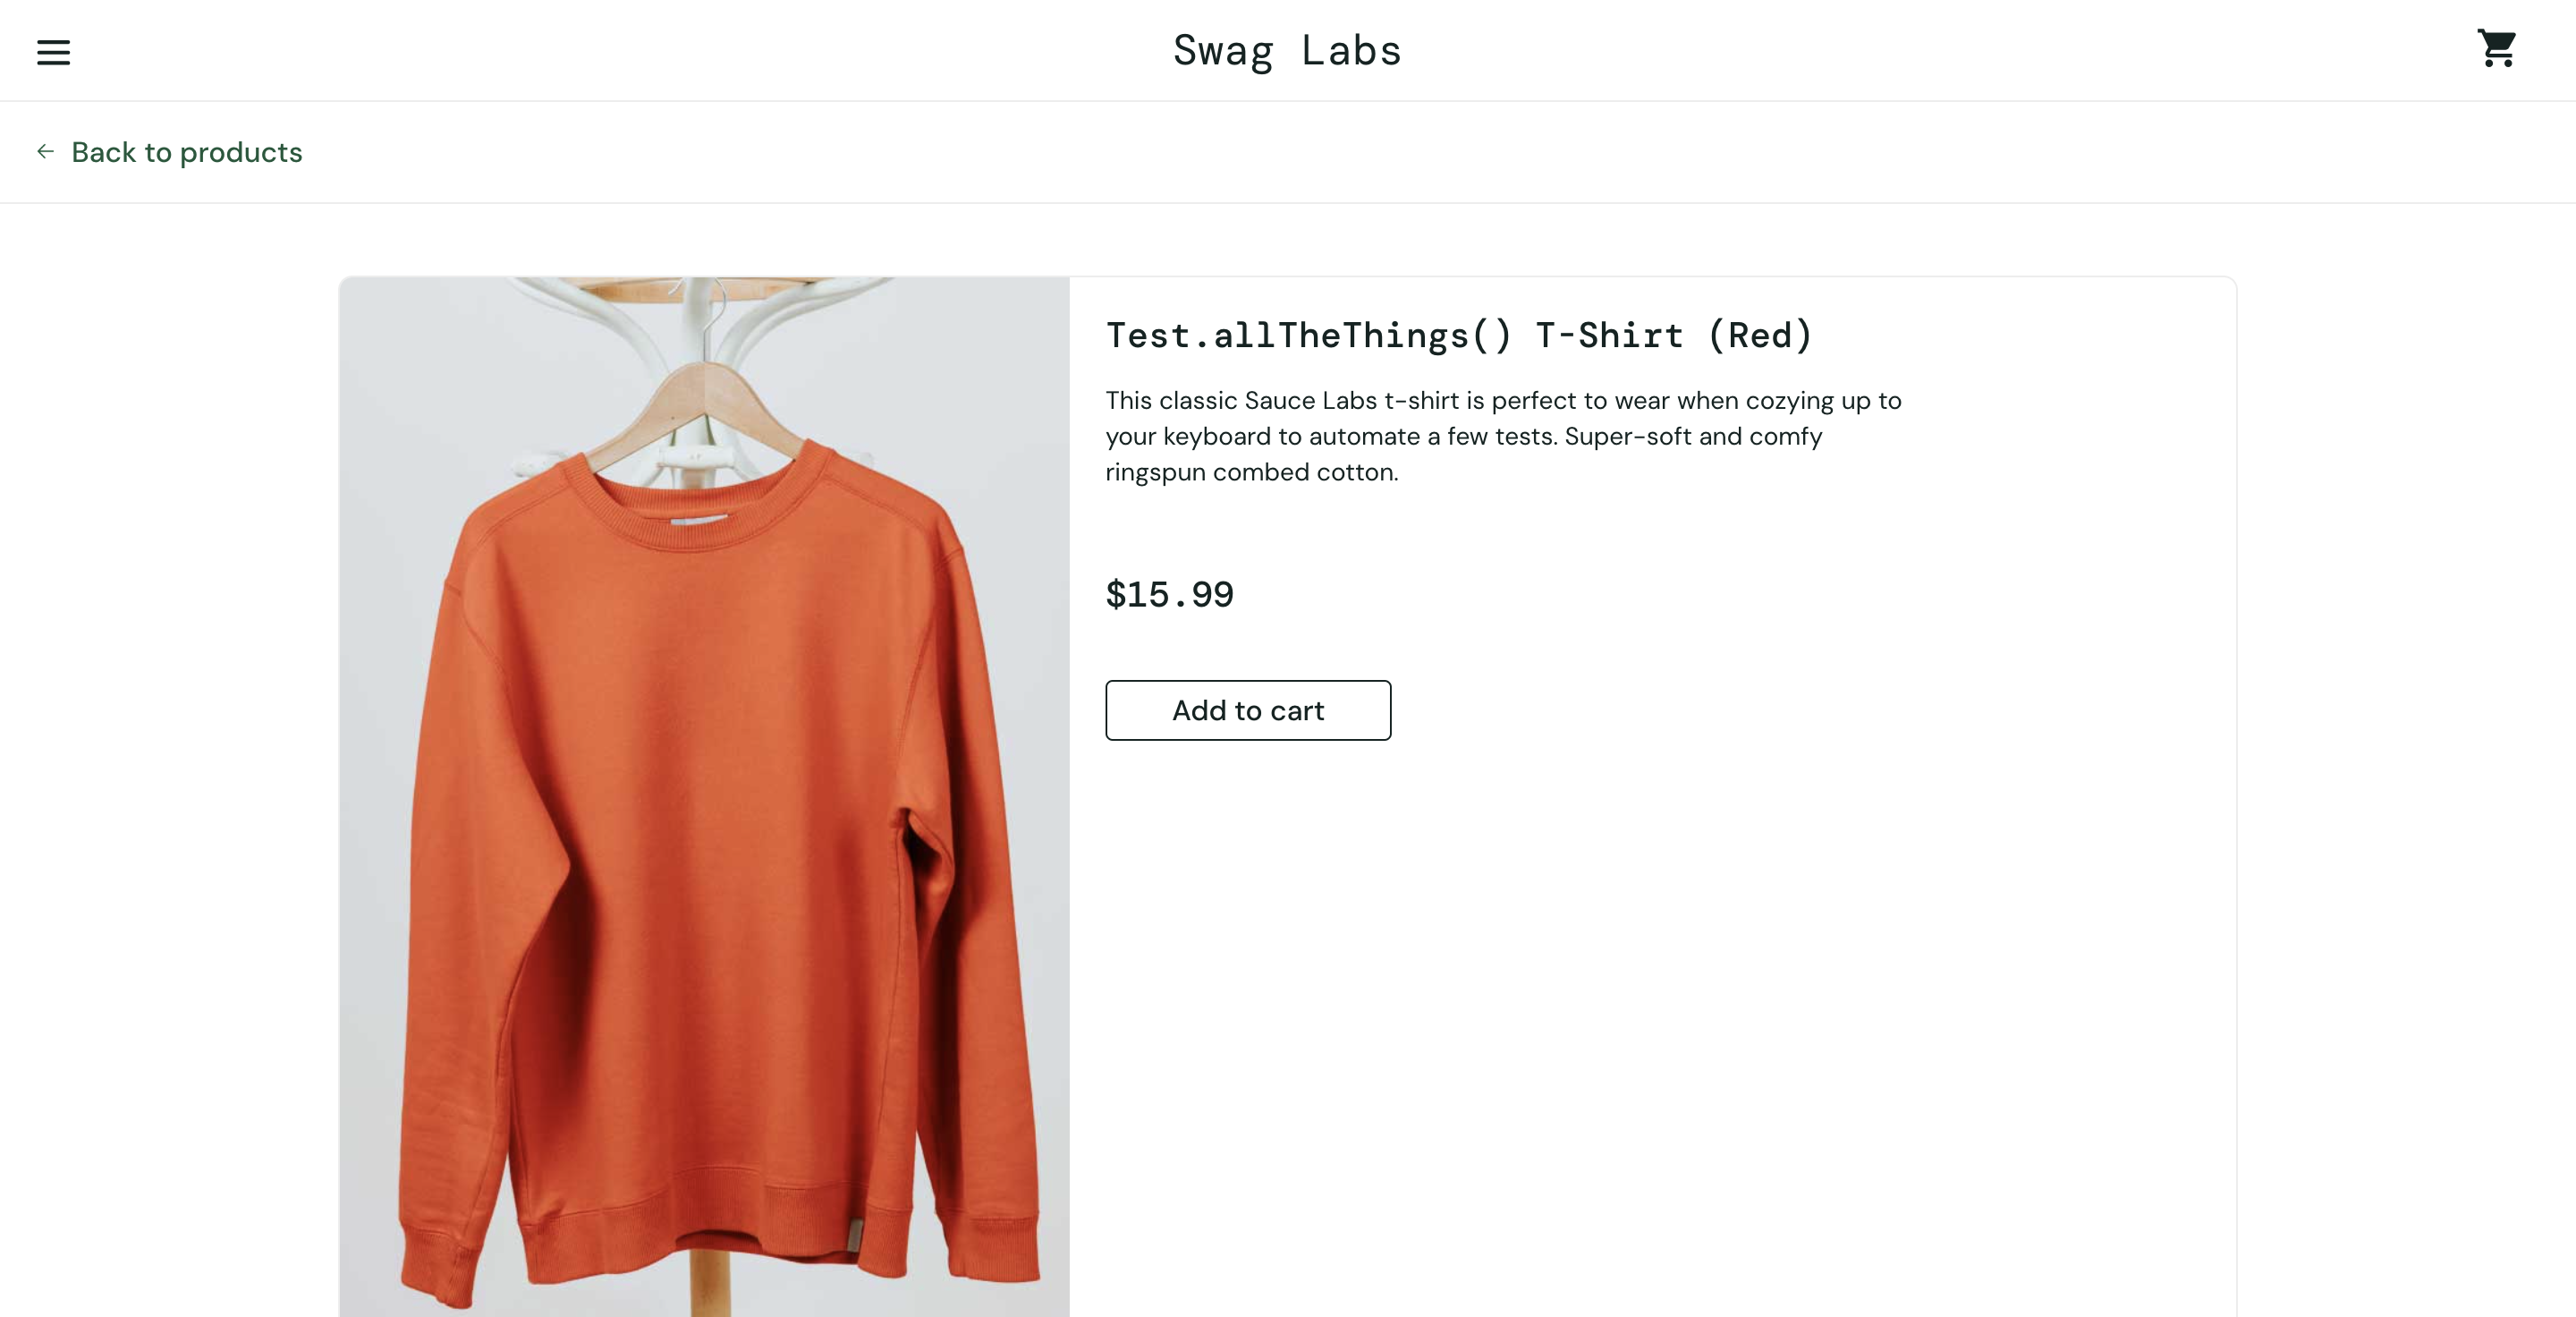 Swag Labs
Back to products
Test.allTheThings() T-Shirt (Red)
This classic Sauce Labs t-shirt is perfect to wear when cozying up to
your keyboard to automate a few tests. Super-soft and comfy
ringspun combed cotton.
$15.99
Add to cart